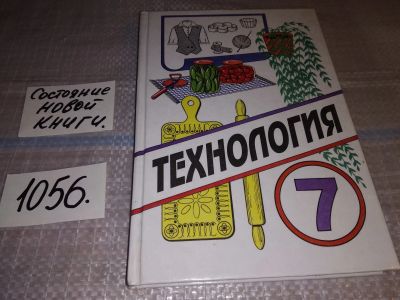 Состояние
новой
книги.
1056.
ТЕХНОЛОГИЯ
7